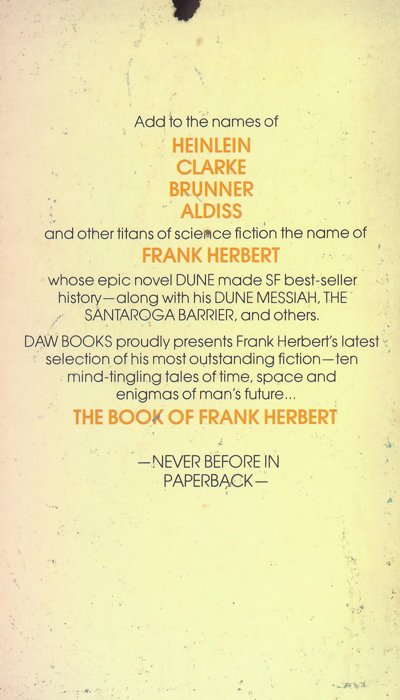 Add to the names of
HEINLEIN
CLARKE
BRUNNER
ALDISS
and other titans of science fiction the name of
FRANK HERBERT
whose epic novel DUNE made SF best-seller
history—along with his DUNE MESSIAH, THE
SANTAROGA BARRIER, and others.
DAW BOOKS proudly presents Frank Herbert's latest
selection of his most outstanding fiction—ten
mind-tingling tales of time, space and
enigmas of man's future...
THE BOOK OF FRANK HERBERT
—NEVER BEFORE IN
PAPERBACK—